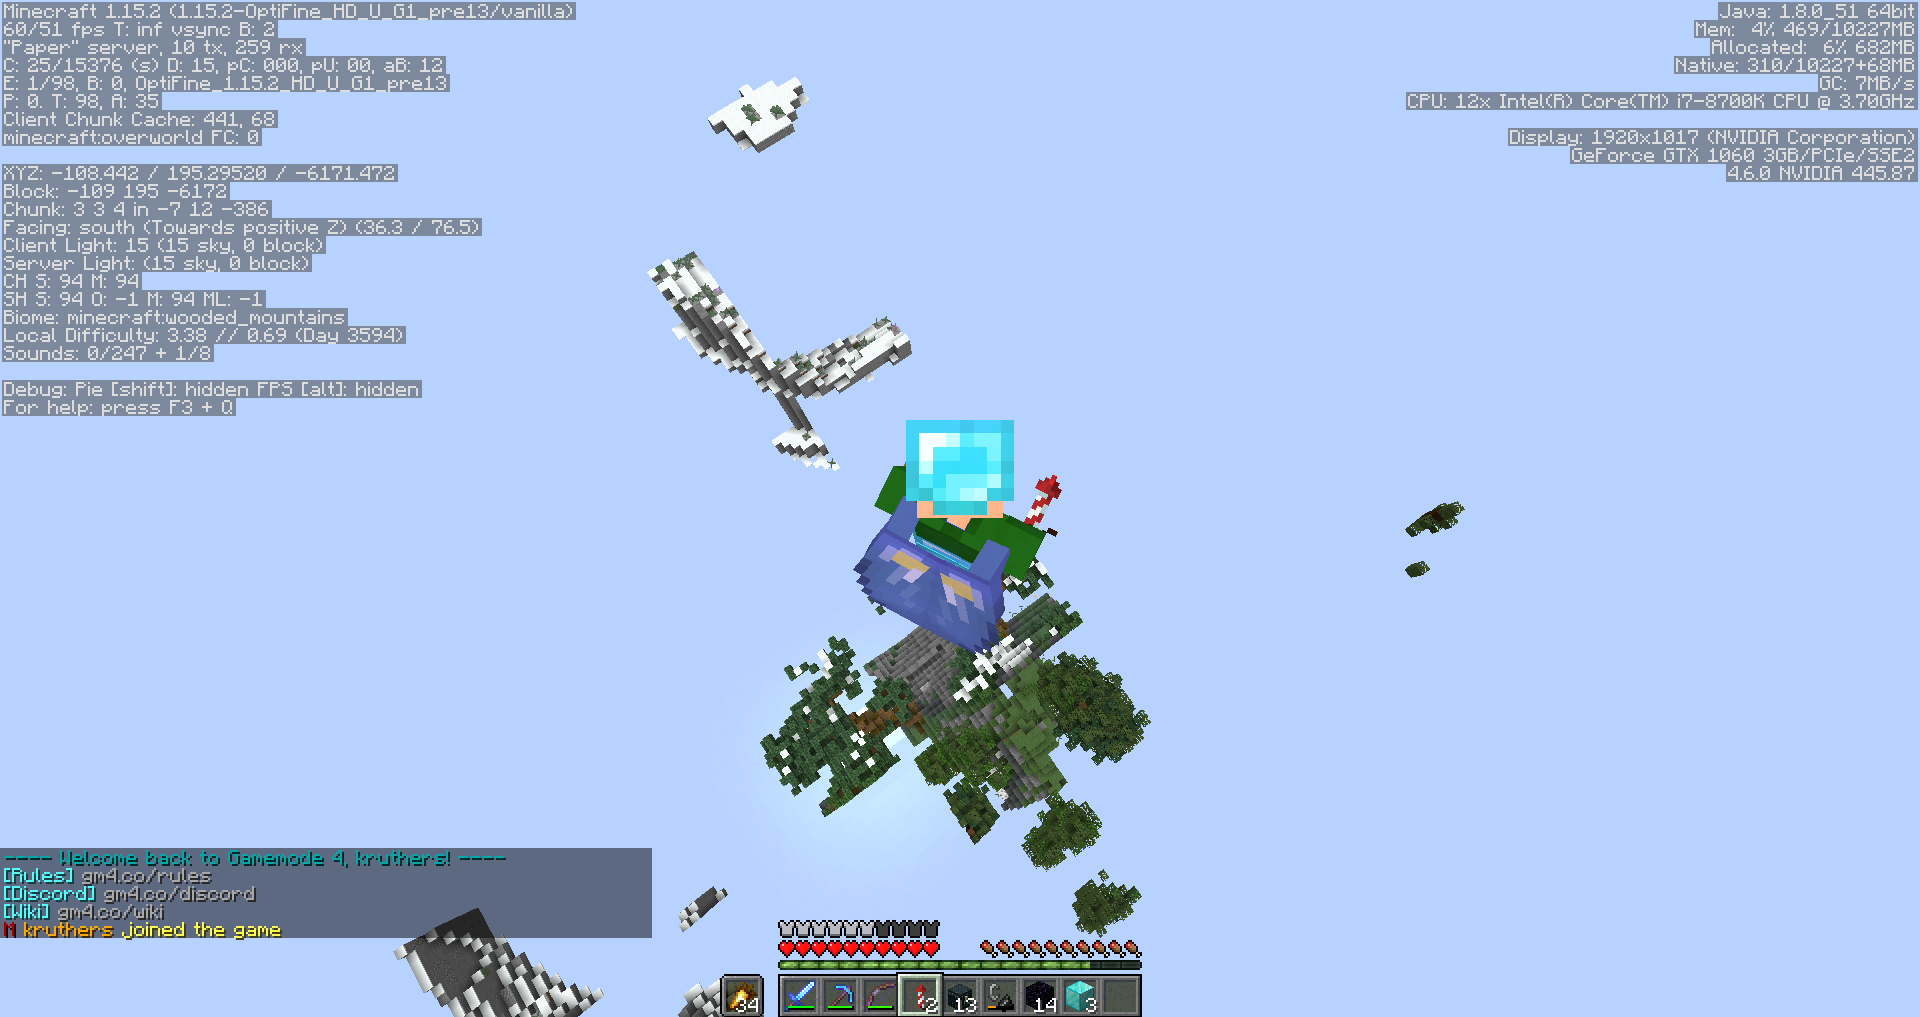 Minecraft 1.15.2 (1.15.2-OptiFine_HD_U_G1_pre13/vanilla)
60/51 fps T: inf vsync B: 2
"Paper" server, 10 tx, 259 rx
C: 25/15376 (s) D: 15, pC: 000, pU: 00, aB: 12
E: 1/98, B: 0, OptiFine_1.15.2_HD_U_G1_pre13
P: 0. T: 98, A: 35
Client Chunk Cache: 441, 68
minecraft:overworld FC: 0
XYZ: -108.442 / 195.29520 / -6171.472
Block: -109 195 -6172
Chunk: 3 3 4 in -7 12 -386
Facing: south (Towards positive Z) (36.3 / 76.5)
Client Light: 15 (15 sky, 0 block)
Server Light: (15 sky, 0 block)
CH S: 94 M: 94
SH S: 94 O: -1 M: 94 ML: -1
Biome: minecraft:wooded_mountains
Local Difficulty: 3.38 // 0.69 (Day 3594)
Sounds: 0/247 + 1/8
Debug: Pie [shift]: hidden FPS [alt]: hidden
For help: press F3 + Q
Java: 1.8.0_51 64bit
Mem: 4% 469/10227MB
Allocated: 6% 682MB
Native: 310/10227+68MB
GC: 7MB/s
CPU: 12x Intel(R) Core(TM) i7-8700K CPU @ 3.70GHz
Display: 1920x1017 (NVIDIA Corporation)
GeForce GTX 1060 3GB/PCIe/SSE2
4.6.0 NVIDIA 445.87
---- Welcome back to Gamemode 4, kruthers! ----
[Rules] gm4.co/rules
[Discord] gm4.co/discord
[Wiki] gm4.co/wiki
M kruthers joined the game
34
2
13
14
3